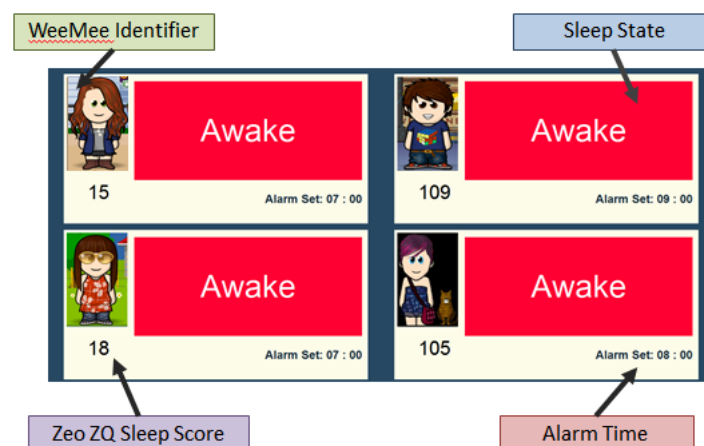 WeeMee Identifier
Sleep State
Awake
15
Alarm Set: 07 : 00
Awake
109
Alarm Set: 09 : 00
Awake
18
Alarm Set: 07 : 00
Awake
105
Alarm Set: 08 : 00
Zeo ZQ Sleep Score
Alarm Time